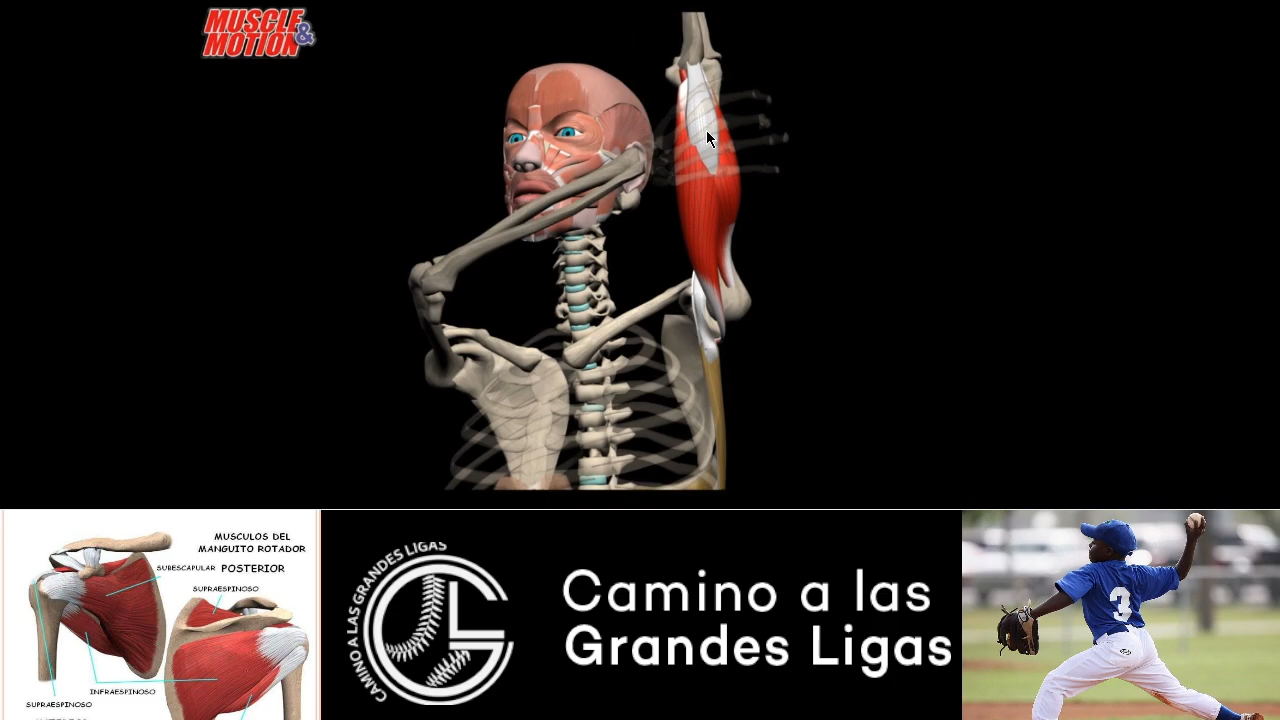 MUSCLE &
MOTION
MUSCULOS DEL
MANGUITO ROTADOR
SUBESCAPULAR POSTERIOR
SUPRAESPINOSO
INFRAESPINOSO
SUPRAESPINOSO
CAMINO A LAS GRANDES LIGAS
Camino a las
Grandes Ligas
3